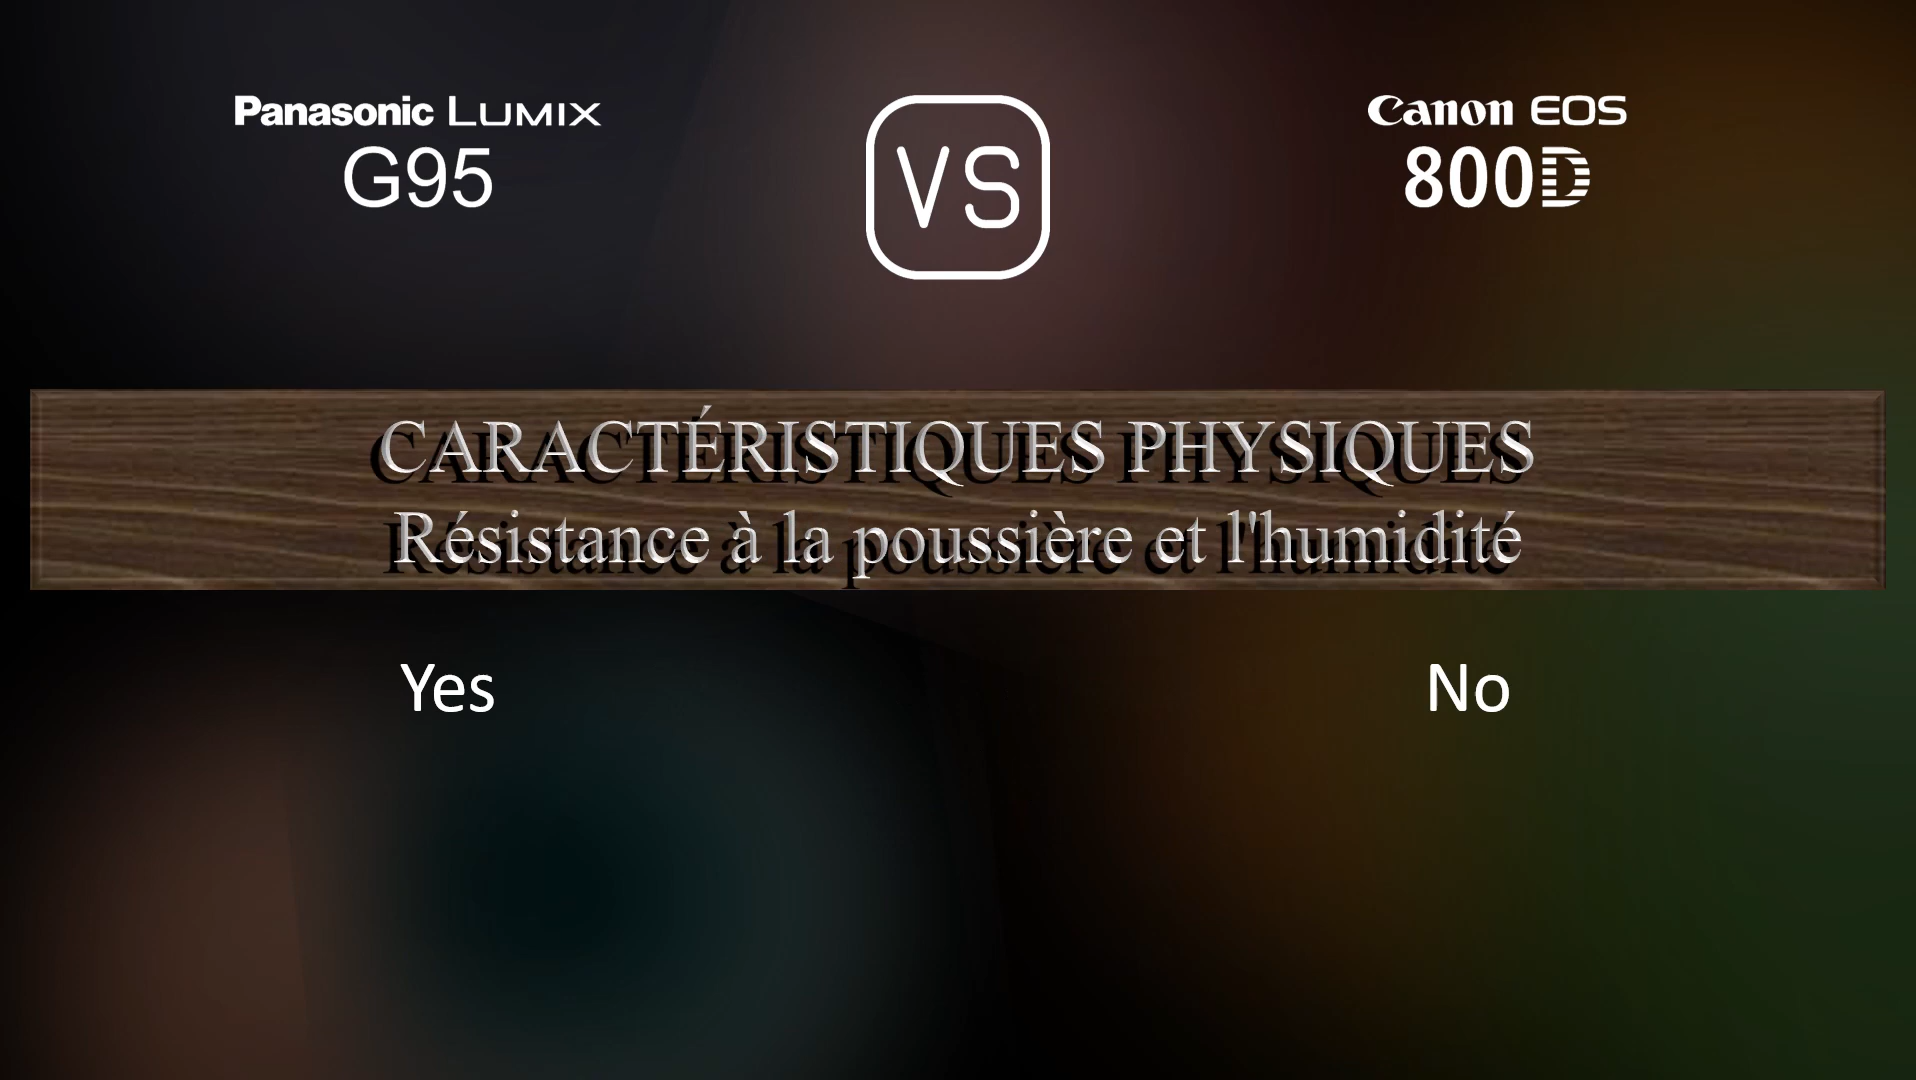 Panasonic LUMIX
G95
VS
Canon EOS
800D
CARACTÉRISTIQUES PHYSIQUES
Résistance à la poussière et l'humidité
Yes
No